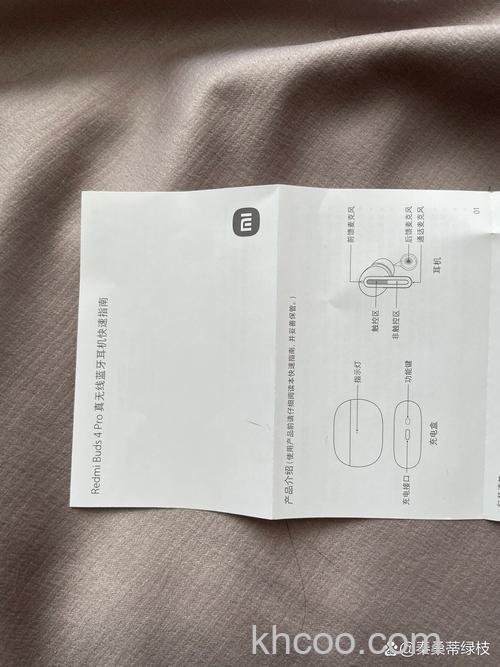 Redmi Buds 4 Pro 真无线蓝牙耳机快速指南
mi
产品介绍(使用产品前请仔细阅读本快速指南,并妥善保管。)
指示灯
充电接口
功能键
充电盒
前馈麦克风
触控区
非触控区
后馈麦克风
通话麦克风
耳机
01
khcoo.com
@秦桑蒂绿枝